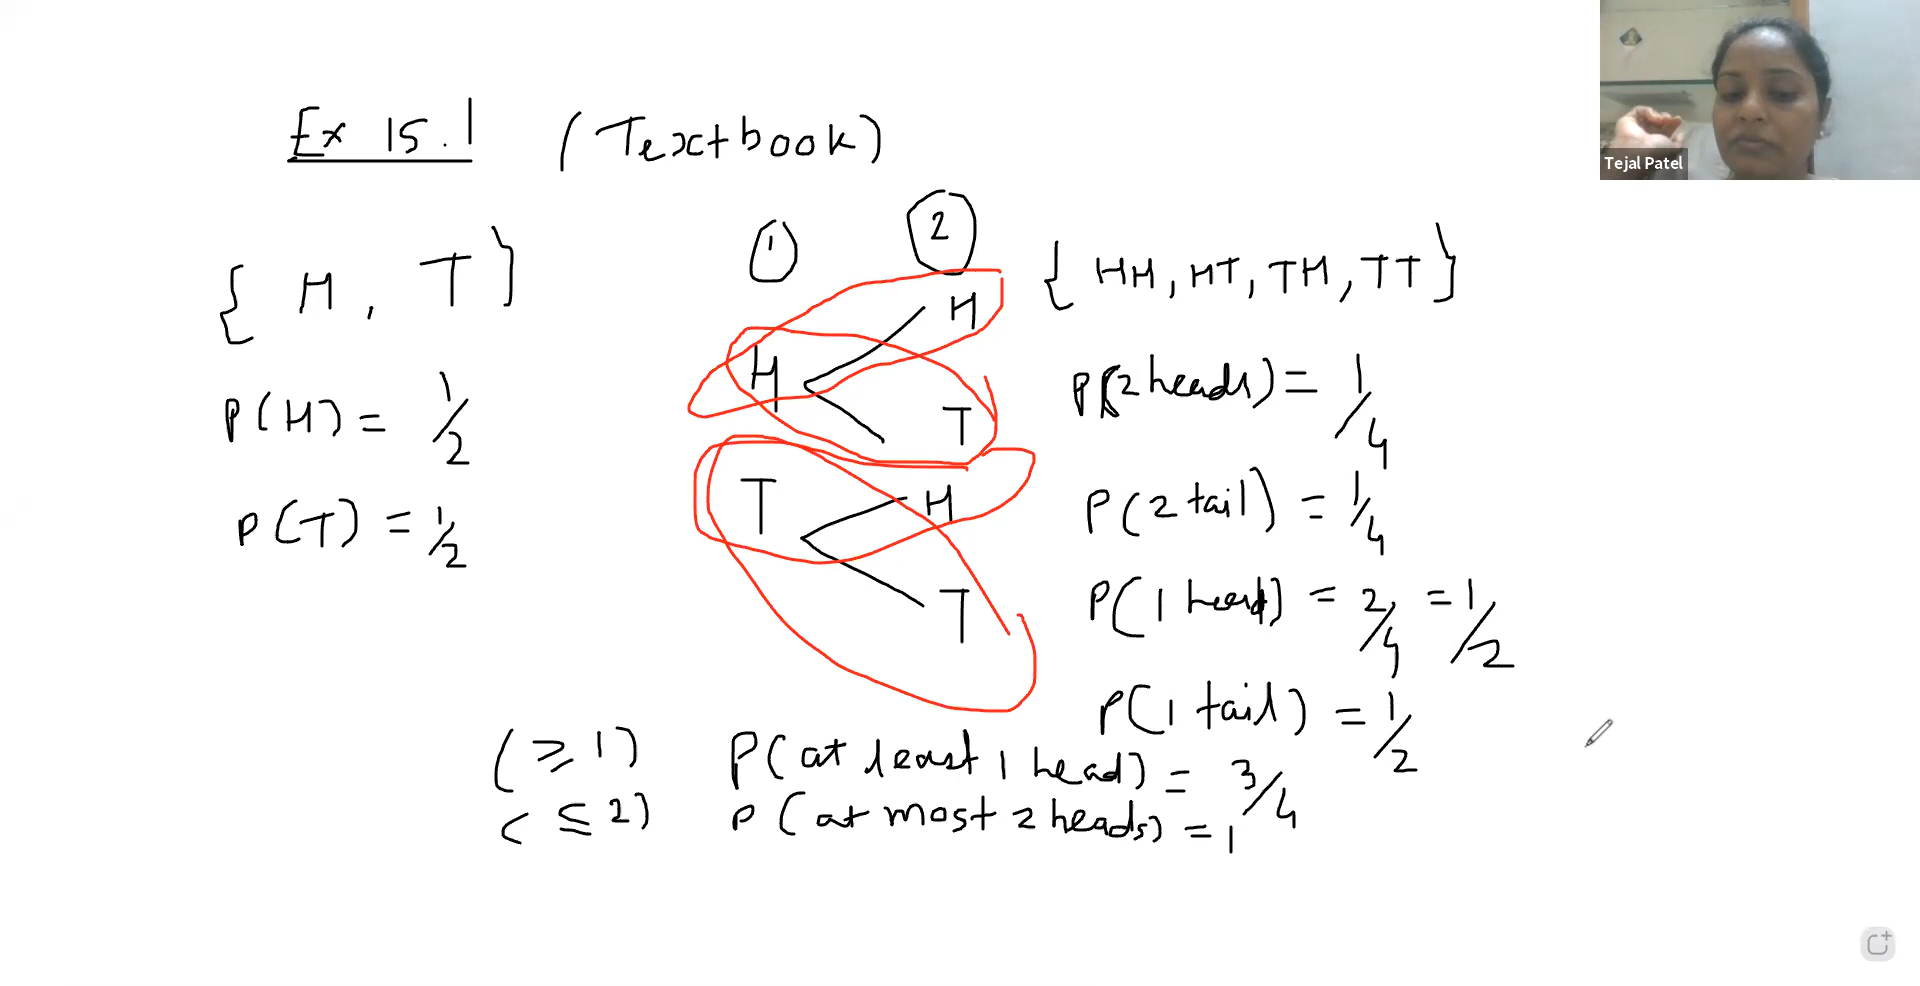 Ex 15.1 (Textbook)
{ H, T }
P(H) = 1/2
P(T) = 1/2
1 2
H
H
T
T
H
T
{ HH, HT, TH, TT }
P(2 heads) = 1/4
P(2 tail) = 1/4
P(1 head) = 2/4 = 1/2
P(1 tail) = 1/2
(≥ 1) P(at least 1 head) = 3/4
(≤ 2) P(at most 2 heads) = 1
Tejal Patel